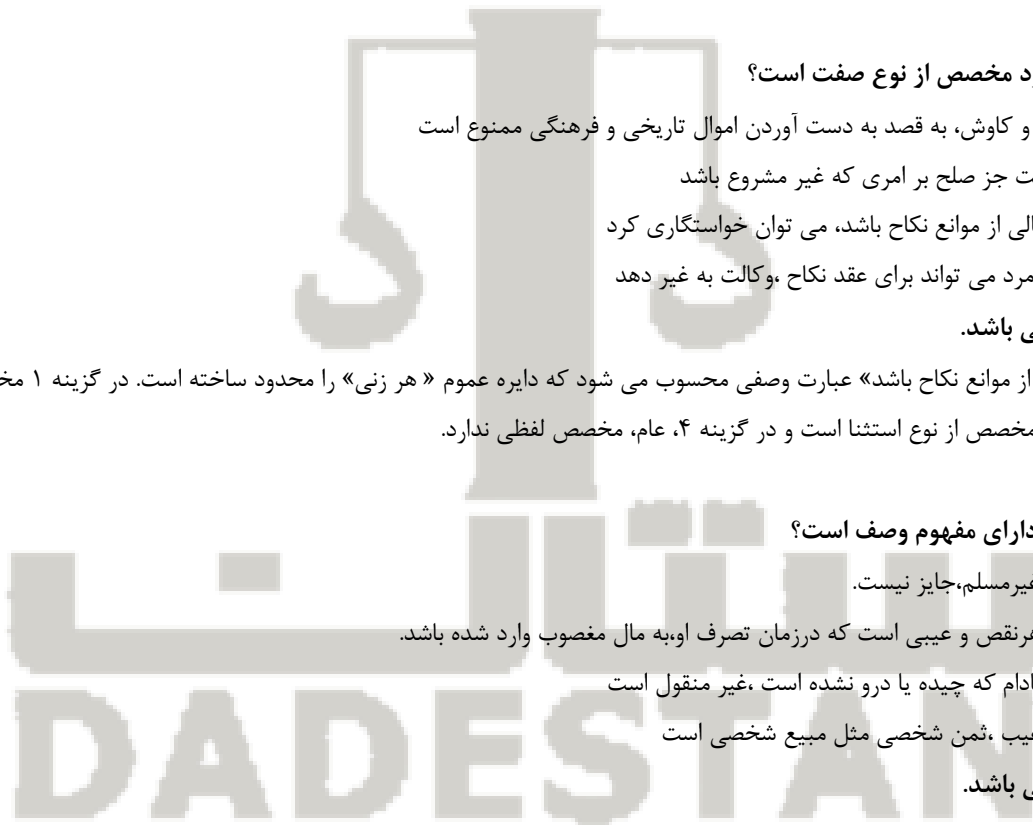 مخصص از نوع صفت است؟
و کاوش، به قصد به دست آوردن اموال تاریخی و فرهنگی ممنوع است
جز صلح بر امری که غیر مشروع باشد
از موانع نکاح باشد، می توان خواستگاری کرد
مرد می تواند برای عقد نکاح ،وکالت به غیر دهد
باشد.
از موانع نکاح باشد» عبارت وصفی محسوب می شود که دایره عموم « هر زنی» را محدود ساخته است. در گزینه ۱
مخصص از نوع استثنا است و در گزینه ۴، عام، مخصص لفظی ندارد.
دارای مفهوم وصف است؟
غیرمسلم،جایز نیست.
هرنقص و عیبی است که درزمان تصرف او،به مال مغصوب وارد شده باشد.
که چیده یا درو نشده است ،غیر منقول است
،ثمن شخصی مثل مبیع شخصی است
باشد.
DADESTAN